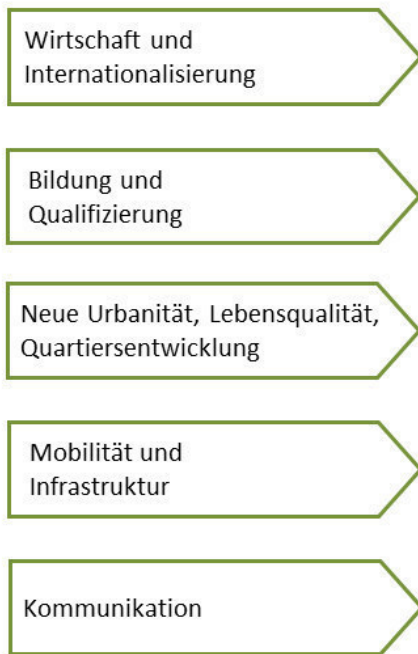 Wirtschaft und
Internationalisierung
Bildung und
Qualifizierung
Neue Urbanität, Lebensqualität,
Quartiersentwicklung
Mobilität und
Infrastruktur
Kommunikation